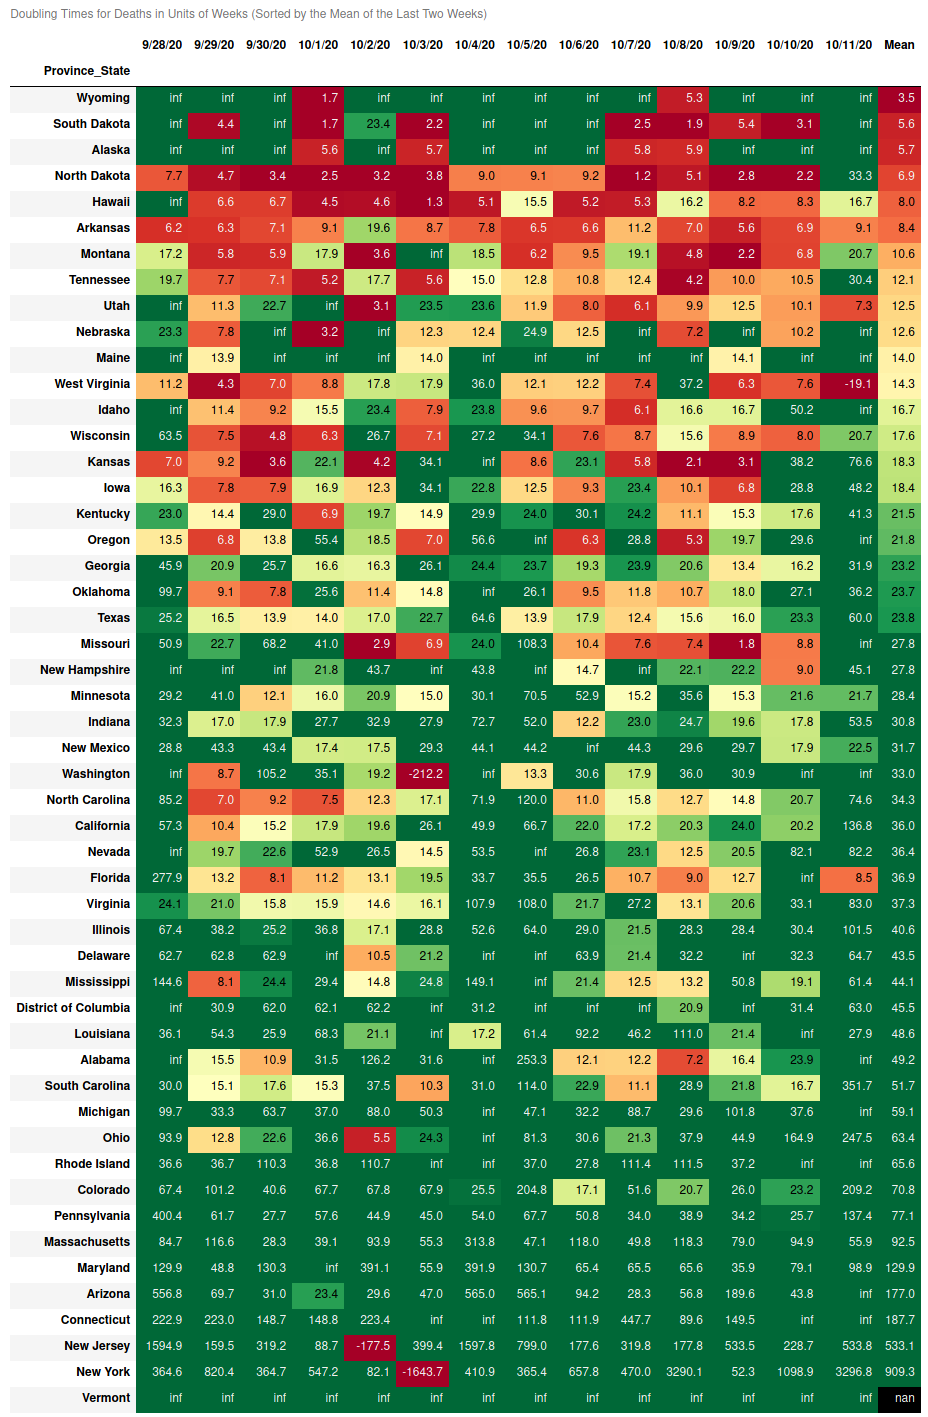 Doubling Times for Deaths in Units of Weeks (Sorted by the Mean of the Last Two Weeks)
9/28/20 9/29/20 9/30/20 10/1/20 10/2/20 10/3/20 10/4/20 10/5/20 10/6/20 10/7/20 10/8/20 10/9/20 10/10/20 10/11/20 Mean
Province_State
Wyoming inf inf inf 1.7 inf inf inf inf inf inf 5.3 inf inf inf 3.5
South Dakota inf 4.4 inf 1.7 23.4 2.2 inf inf inf 2.5 1.9 5.4 3.1 inf 5.6
Alaska inf inf inf 5.6 inf 5.7 inf inf inf 5.8 5.9 inf inf inf 5.7
North Dakota 7.7 4.7 3.4 2.5 3.2 3.8 9.0 9.1 9.2 1.2 5.1 2.8 2.2 33.3 6.9
Hawaii inf 6.6 6.7 4.5 4.6 1.3 5.1 15.5 5.2 5.3 16.2 8.2 8.3 16.7 8.0
Arkansas 6.2 6.3 7.1 9.1 19.6 8.7 7.8 6.5 6.6 11.2 7.0 5.6 6.9 9.1 8.4
Montana 17.2 5.8 5.9 17.9 3.6 inf 18.5 6.2 9.5 19.1 4.8 2.2 6.8 20.7 10.6
Tennessee 19.7 7.7 7.1 5.2 17.7 5.6 15.0 12.8 10.8 12.4 4.2 10.0 10.5 30.4 12.1
Utah inf 11.3 22.7 inf 3.1 23.5 23.6 11.9 8.0 6.1 9.9 12.5 10.1 7.3 12.5
Nebraska 23.3 7.8 inf 3.2 inf 12.3 12.4 24.9 12.5 inf 7.2 inf 10.2 inf 12.6
Maine inf 13.9 inf inf inf 14.0 inf inf inf inf inf 14.1 inf inf 14.0
West Virginia 11.2 4.3 7.0 8.8 17.8 17.9 36.0 12.1 12.2 7.4 37.2 6.3 7.6 -19.1 14.3
Idaho inf 11.4 9.2 15.5 23.4 7.9 23.8 9.6 9.7 6.1 16.6 16.7 50.2 inf 16.7
Wisconsin 63.5 7.5 4.8 6.3 26.7 7.1 27.2 34.1 7.6 8.7 15.6 8.9 8.0 20.7 17.6
Kansas 7.0 9.2 3.6 22.1 4.2 34.1 inf 8.6 23.1 5.8 2.1 3.1 38.2 76.6 18.3
Iowa 16.3 7.8 7.9 16.9 12.3 34.1 22.8 12.5 9.3 23.4 10.1 6.8 28.8 48.2 18.4
Kentucky 23.0 14.4 29.0 6.9 19.7 14.9 29.9 24.0 30.1 24.2 11.1 15.3 17.6 41.3 21.5
Oregon 13.5 6.8 13.8 55.4 18.5 7.0 56.6 inf 6.3 28.8 5.3 19.7 29.6 inf 21.8
Georgia 45.9 20.9 25.7 16.6 16.3 26.1 24.4 23.7 19.3 23.9 20.6 13.4 16.2 31.9 23.2
Oklahoma 99.7 9.1 7.8 25.6 11.4 14.8 inf 26.1 9.5 11.8 10.7 18.0 27.1 36.2 23.7
Texas 25.2 16.5 13.9 14.0 17.0 22.7 64.6 13.9 17.9 12.4 15.6 16.0 23.3 60.0 23.8
Missouri 50.9 22.7 68.2 41.0 2.9 6.9 24.0 108.3 10.4 7.6 7.4 1.8 8.8 inf 27.8
New Hampshire inf inf inf 21.8 43.7 inf 43.8 inf 14.7 inf 22.1 22.2 9.0 45.1 27.8
Minnesota 29.2 41.0 12.1 16.0 20.9 15.0 30.1 70.5 52.9 15.2 35.6 15.3 21.6 21.7 28.4
Indiana 32.3 17.0 17.9 27.7 32.9 27.9 72.7 52.0 12.2 23.0 24.7 19.6 17.8 53.5 30.8
New Mexico 28.8 43.3 43.4 17.4 17.5 29.3 44.1 44.2 inf 44.3 29.6 29.7 17.9 22.5 31.7
Washington inf 8.7 105.2 35.1 19.2 -212.2 inf 13.3 30.6 17.9 36.0 30.9 inf inf 33.0
North Carolina 85.2 7.0 9.2 7.5 12.3 17.1 71.9 120.0 11.0 15.8 12.7 14.8 20.7 74.6 34.3
California 57.3 10.4 15.2 17.9 19.6 26.1 49.9 66.7 22.0 17.2 20.3 24.0 20.2 136.8 36.0
Nevada inf 19.7 22.6 52.9 26.5 14.5 53.5 inf 26.8 23.1 12.5 20.5 82.1 82.2 36.4
Florida 277.9 13.2 8.1 11.2 13.1 19.5 33.7 35.5 26.5 10.7 9.0 12.7 inf 8.5 36.9
Virginia 24.1 21.0 15.8 15.9 14.6 16.1 107.9 108.0 21.7 27.2 13.1 20.6 33.1 83.0 37.3
Illinois 67.4 38.2 25.2 36.8 17.1 28.8 52.6 64.0 29.0 21.5 28.3 28.4 30.4 101.5 40.6
Delaware 62.7 62.8 62.9 inf 10.5 21.2 inf inf 63.9 21.4 32.2 inf 32.3 64.7 43.5
Mississippi 144.6 8.1 24.4 29.4 14.8 24.8 149.1 inf 21.4 12.5 13.2 50.8 19.1 61.4 44.1
District of Columbia inf 30.9 62.0 62.1 62.2 inf 31.2 inf inf inf 20.9 inf 31.4 63.0 45.5
Louisiana 36.1 54.3 25.9 68.3 21.1 inf 17.2 61.4 92.2 46.2 111.0 21.4 inf 27.9 48.6
Alabama inf 15.5 10.9 31.5 126.2 31.6 inf 253.3 12.1 12.2 7.2 16.4 23.9 inf 49.2
South Carolina 30.0 15.1 17.6 15.3 37.5 10.3 31.0 114.0 22.9 11.1 28.9 21.8 16.7 351.7 51.7
Michigan 99.7 33.3 63.7 37.0 88.0 50.3 inf 47.1 32.2 88.7 29.6 101.8 37.6 inf 59.1
Ohio 93.9 12.8 22.6 36.6 5.5 24.3 inf 81.3 30.6 21.3 37.9 44.9 164.9 247.5 63.4
Rhode Island 36.6 36.7 110.3 36.8 110.7 inf inf 37.0 27.8 111.4 111.5 37.2 inf inf 65.6
Colorado 67.4 101.2 40.6 67.7 67.8 67.9 25.5 204.8 17.1 51.6 20.7 26.0 23.2 209.2 70.8
Pennsylvania 400.4 61.7 27.7 57.6 44.9 45.0 54.0 67.7 50.8 34.0 38.9 34.2 25.7 137.4 77.1
Massachusetts 84.7 116.6 28.3 39.1 93.9 55.3 313.8 47.1 118.0 49.8 118.3 79.0 94.9 55.9 92.5
Maryland 129.9 48.8 130.3 inf 391.1 55.9 391.9 130.7 65.4 65.5 65.6 35.9 79.1 98.9 129.9
Arizona 556.8 69.7 31.0 23.4 29.6 47.0 565.0 565.1 94.2 28.3 56.8 189.6 43.8 inf 177.0
Connecticut 222.9 223.0 148.7 148.8 223.4 inf inf 111.8 111.9 447.7 89.6 149.5 inf inf 187.7
New Jersey 1594.9 159.5 319.2 88.7 -177.5 399.4 1597.8 799.0 177.6 319.8 177.8 533.5 228.7 533.8 533.1
New York 364.6 820.4 364.7 547.2 82.1 -1643.7 410.9 365.4 657.8 470.0 3290.1 52.3 1098.9 3296.8 909.3
Vermont inf inf inf inf inf inf inf inf inf inf inf inf inf inf nan